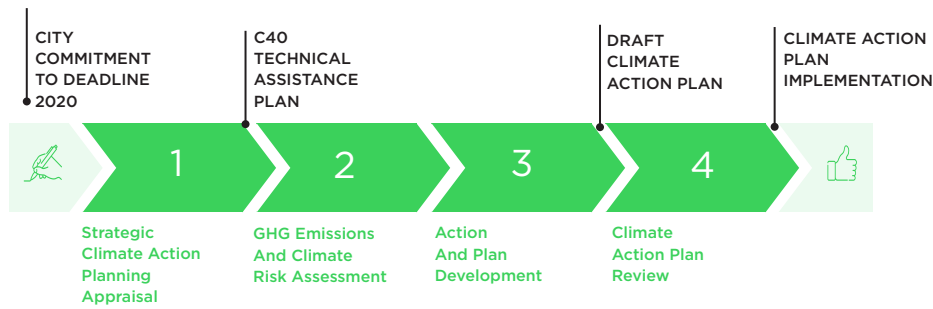 CITY
COMMITMENT
TO DEADLINE
2020
C40
TECHNICAL
ASSISTANCE
PLAN
DRAFT
CLIMATE
ACTION PLAN
CLIMATE ACTION
PLAN
IMPLEMENTATION
1
2
3
4
Strategic
Climate Action
Planning
Appraisal
GHG Emissions
And Climate
Risk Assessment
Action
And Plan
Development
Climate
Action Plan
Review